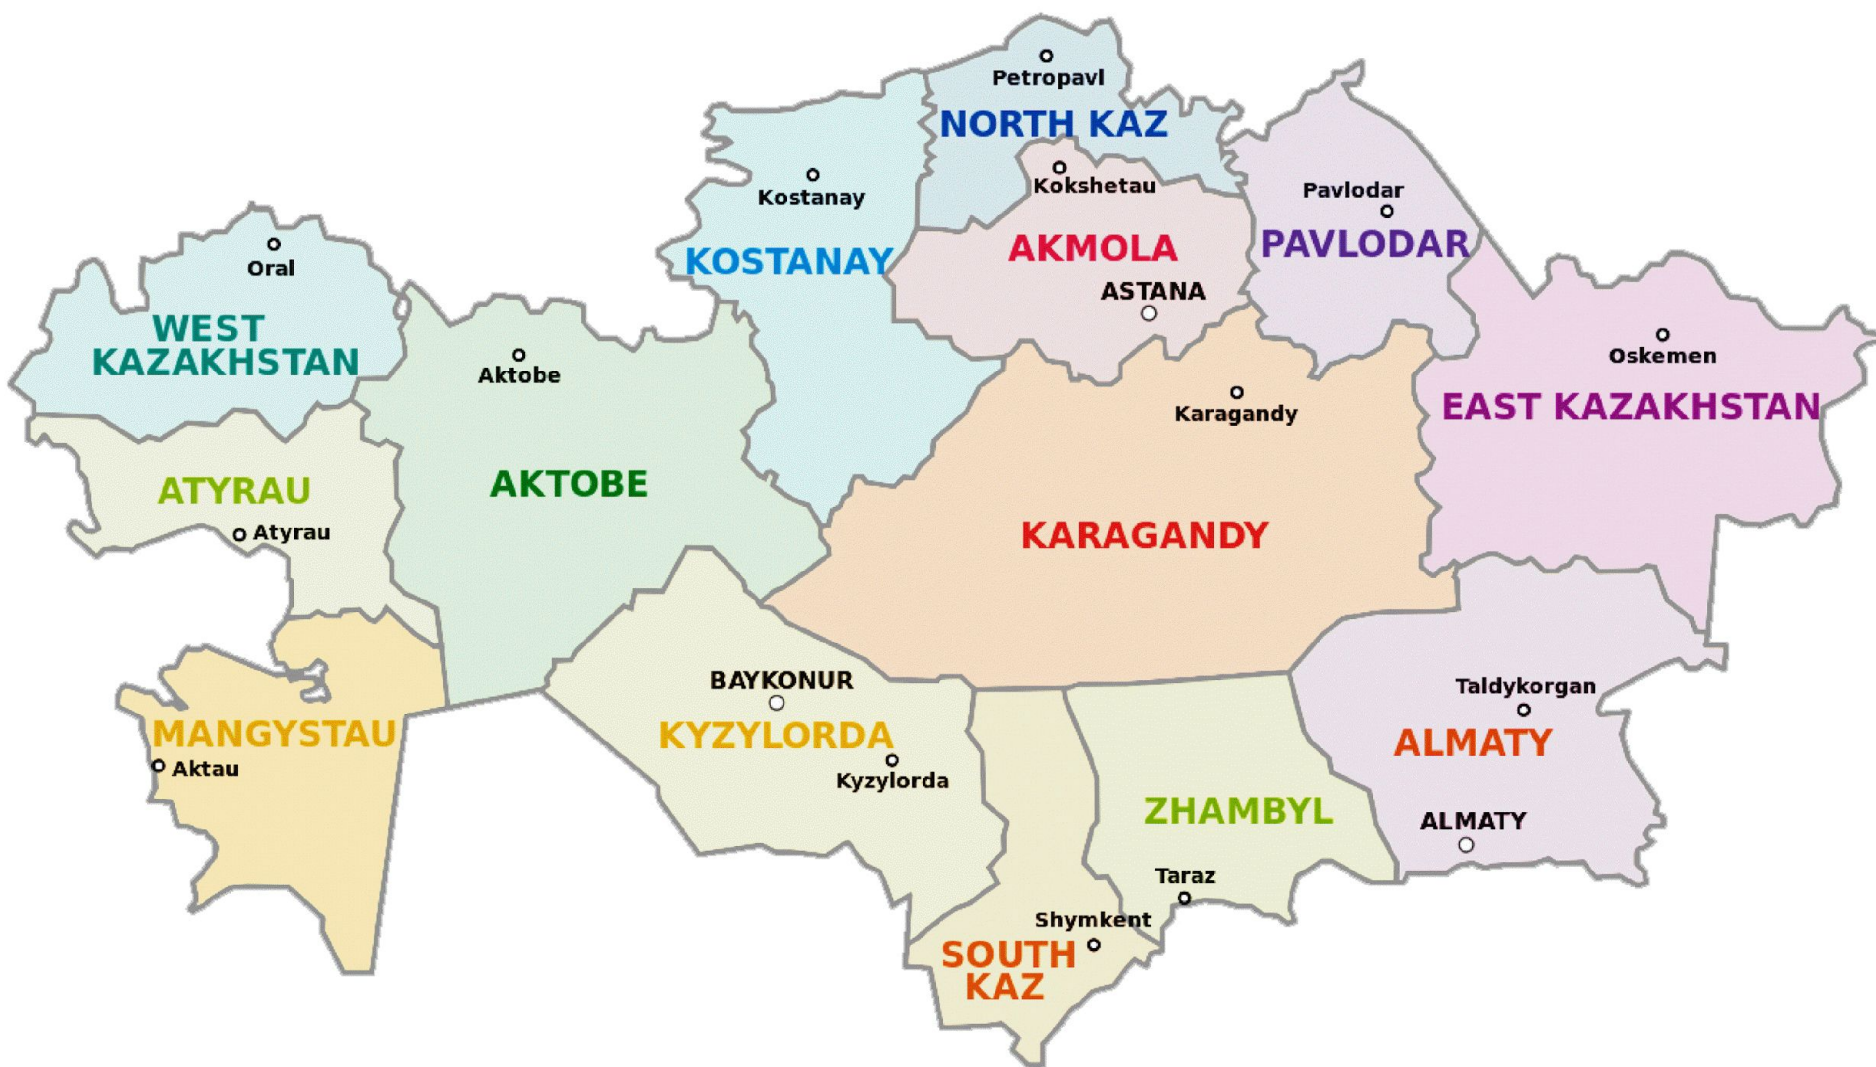 Petropavl
NORTH KAZ
Kostanay
Kokshetau
Pavlodar
KOSTANAY
AKMOLA
PAVLODAR
ASTANA
Oral
WEST
KAZAKHSTAN
Aktobe
Karagandy
Oskemen
EAST KAZAKHSTAN
ATYRAU
Atyrau
AKTOBE
KARAGANDY
BAYKONUR
KYZYLORDA
Kyzylorda
MANGYSTAU
Aktau
Taldykorgan
ALMATY
ALMATY
ZHAMBYL
Taraz
Shymkent
SOUTH
KAZ